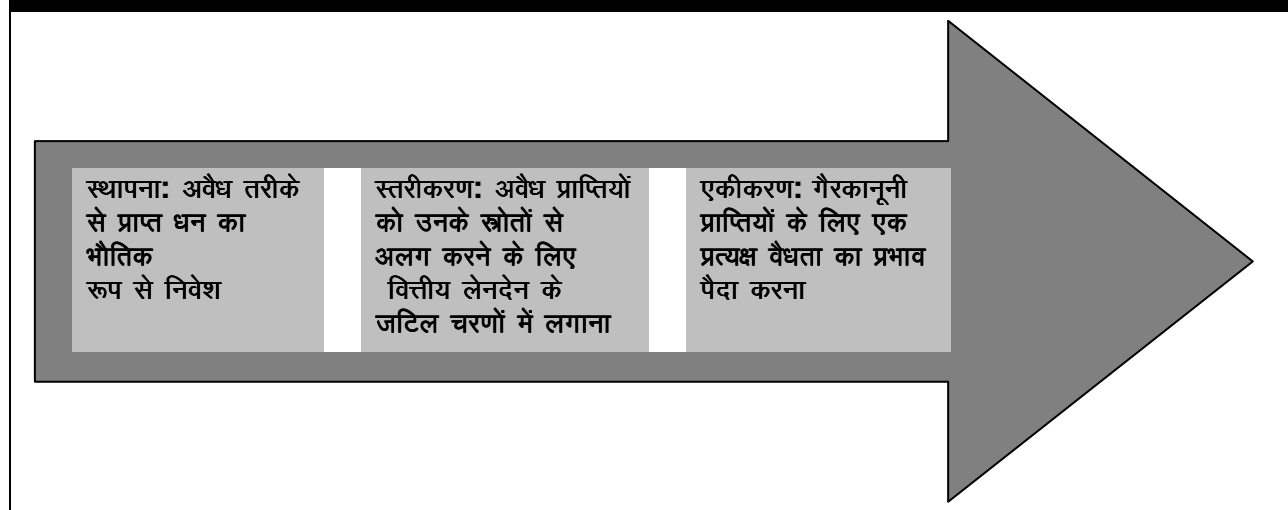 स्थापना: अवैध तरीके
से प्राप्त धन का
भौतिक
रूप से निवेश
स्तरीकरण: अवैध प्राप्तियों
को उनके स्त्रोतों से
अलग करने के लिए
वित्तीय लेनदेन के
जटिल चरणों में लगाना
एकीकरण: गैरकानूनी
प्राप्तियों के लिए एक
प्रत्यक्ष वैधता का प्रभाव
पैदा करना